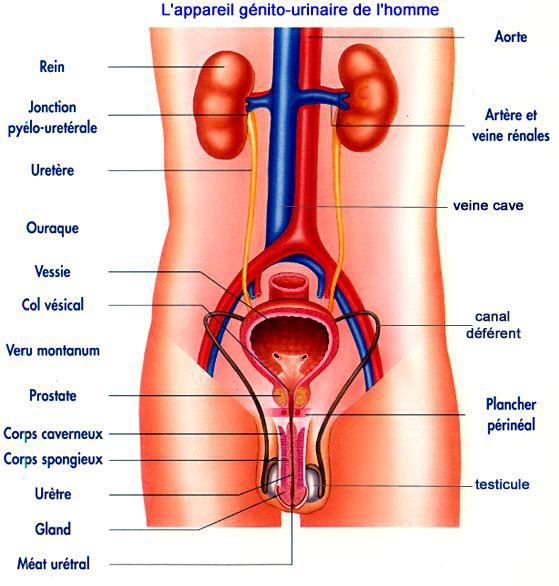 L'appareil génito-urinaire de l'homme
Aorte
Rein
Jonction
pyélo-uretérale
Artère et
veine rénales
Uretère
veine cave
Ouraque
Vessie
Col vésical
canal
déférent
Veru montanum
Prostate
Plancher
périnéal
Corps caverneux
Corps spongieux
testicule
Urètre
Gland
Méat urétral